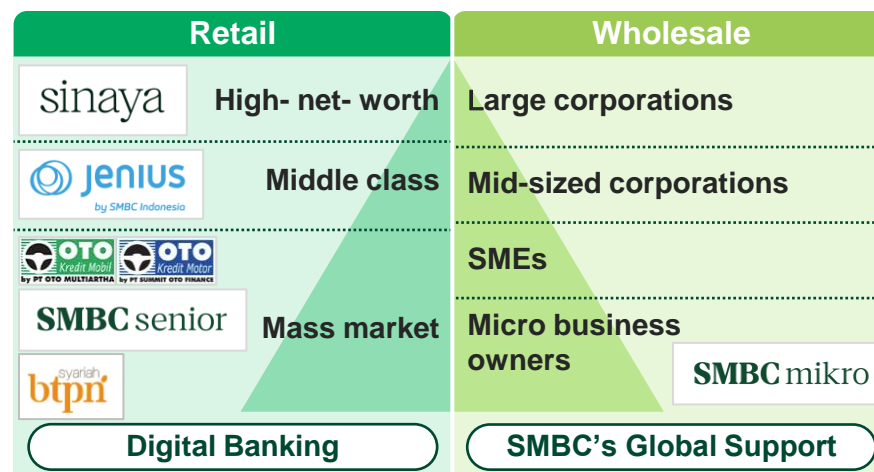 Retail
Wholesale
sinaya
High- net- worth
Large corporations
Jenius
by SMBC Indonesia
Middle class
Mid-sized corporations
OTO
Kredit Mobil
by PT OTO MULTIARTHA
OTO
Kredit Motor
by PT SUMMIT OTO FINANCE
SMEs
SMBC senior
Mass market
Micro business
owners
SMBC mikro
syariah
btpn
Digital Banking
SMBC's Global Support